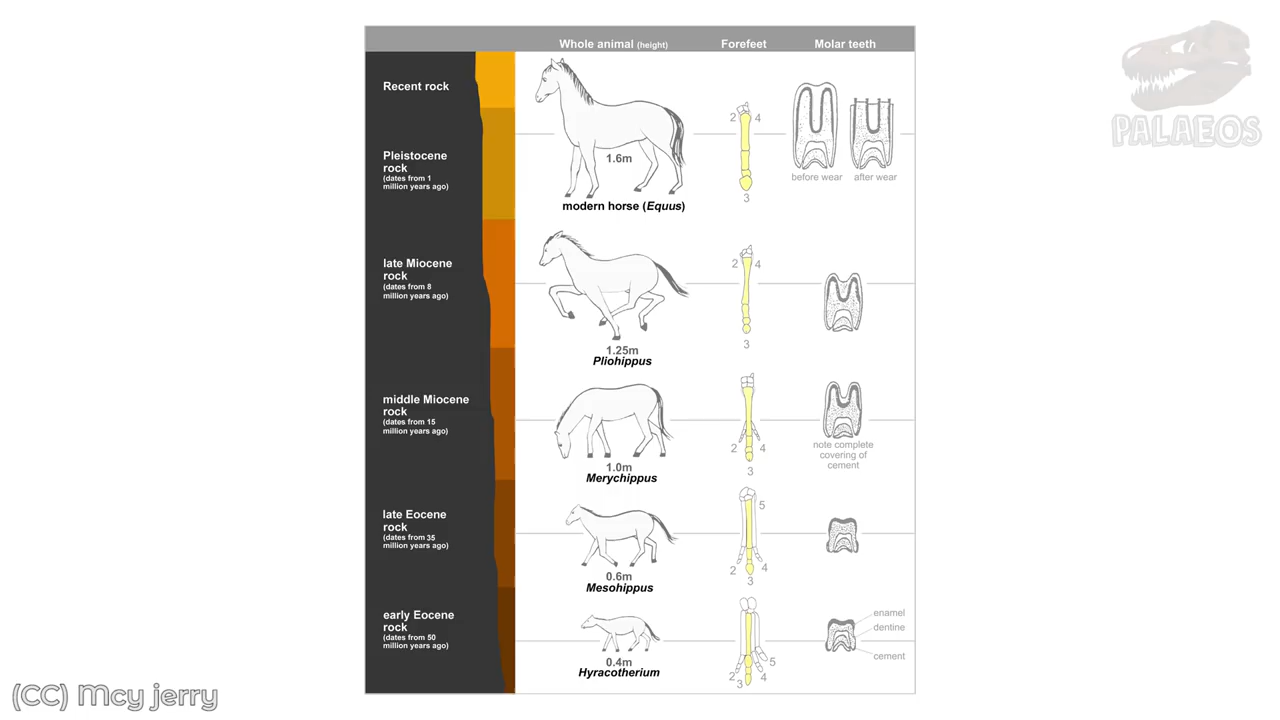 Whole animal (height) Forefeet Molar teeth
PALAEOS
Recent rock
2 4
1.6m
Pleistocene
rock
(dates from 1
million years ago)
before wear after wear
3
modern horse (Equus)
late Miocene
rock
(dates from 8
million years ago)
2 4
3
1.25m
Pliohippus
middle Miocene
rock
(dates from 15
million years ago)
2 4
3
note complete
covering of
cement
1.0m
Merychippus
late Eocene
rock
(dates from 35
million years ago)
5
2 4
3
0.6m
Mesohippus
early Eocene
rock
(dates from 50
million years ago)
enamel
dentine
cement
5
2 4
3
0.4m
Hyracotherium
(CC) Mcy jerry